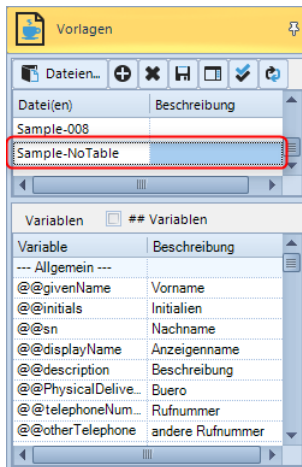 Vorlagen
Dateien...
Datei(en) Beschreibung
Sample-008
Sample-NoTable
Variablen ## Variablen
Variable Beschreibung
--- Allgemein ---
@@givenName Vorname
@@initials Initialien
@@sn Nachname
@@displayName Anzeigenname
@@description Beschreibung
@@PhysicalDelive... Buero
@@telephoneNum... Rufnummer
@@otherTelephone andere Rufnummer